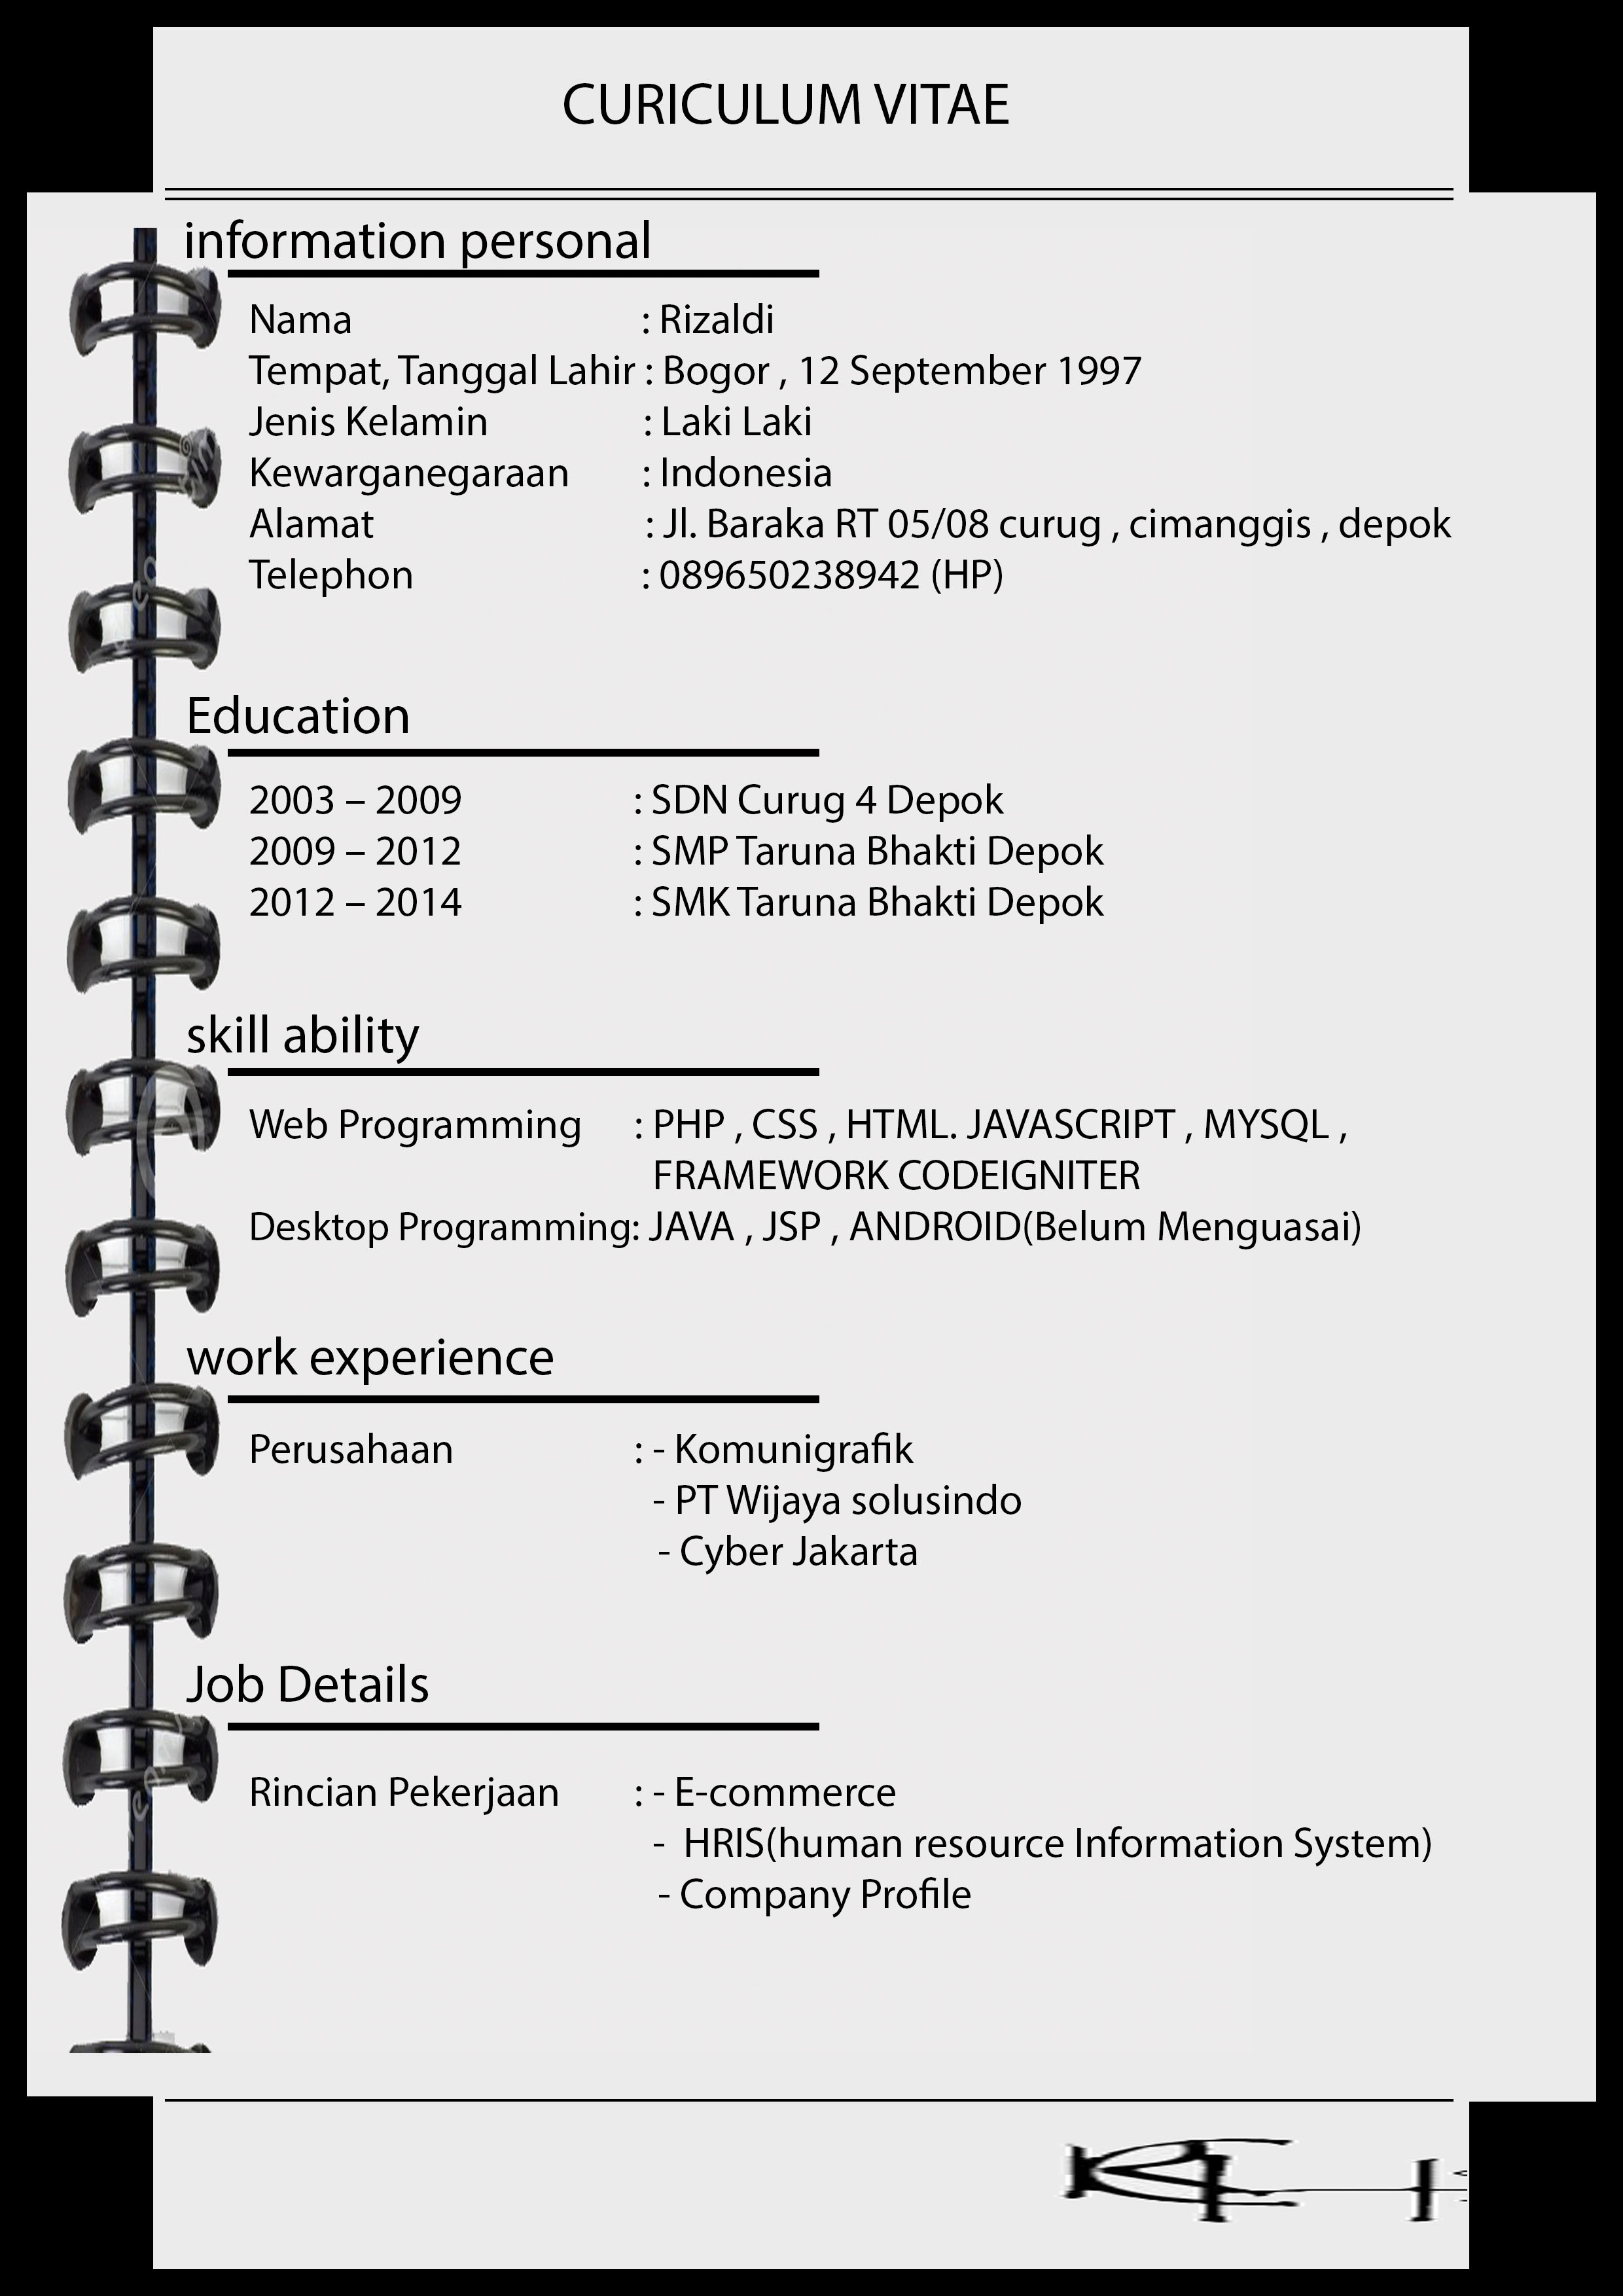 CURICULUM VITAE
information personal
Nama : Rizaldi
Tempat, Tanggal Lahir : Bogor , 12 September 1997
Jenis Kelamin : Laki Laki
Kewarganegaraan : Indonesia
Alamat : Jl. Baraka RT 05/08 curug , cimanggis , depok
Telephon : 089650238942 (HP)
Education
2003 – 2009 : SDN Curug 4 Depok
2009 – 2012 : SMP Taruna Bhakti Depok
2012 – 2014 : SMK Taruna Bhakti Depok
skill ability
Web Programming : PHP , CSS , HTML. JAVASCRIPT , MYSQL ,
FRAMEWORK CODEIGNITER
Desktop Programming: JAVA , JSP , ANDROID(Belum Menguasai)
work experience
Perusahaan : - Komunigrafik
- PT Wijaya solusindo
- Cyber Jakarta
Job Details
Rincian Pekerjaan : - E-commerce
- HRIS(human resource Information System)
- Company Profile